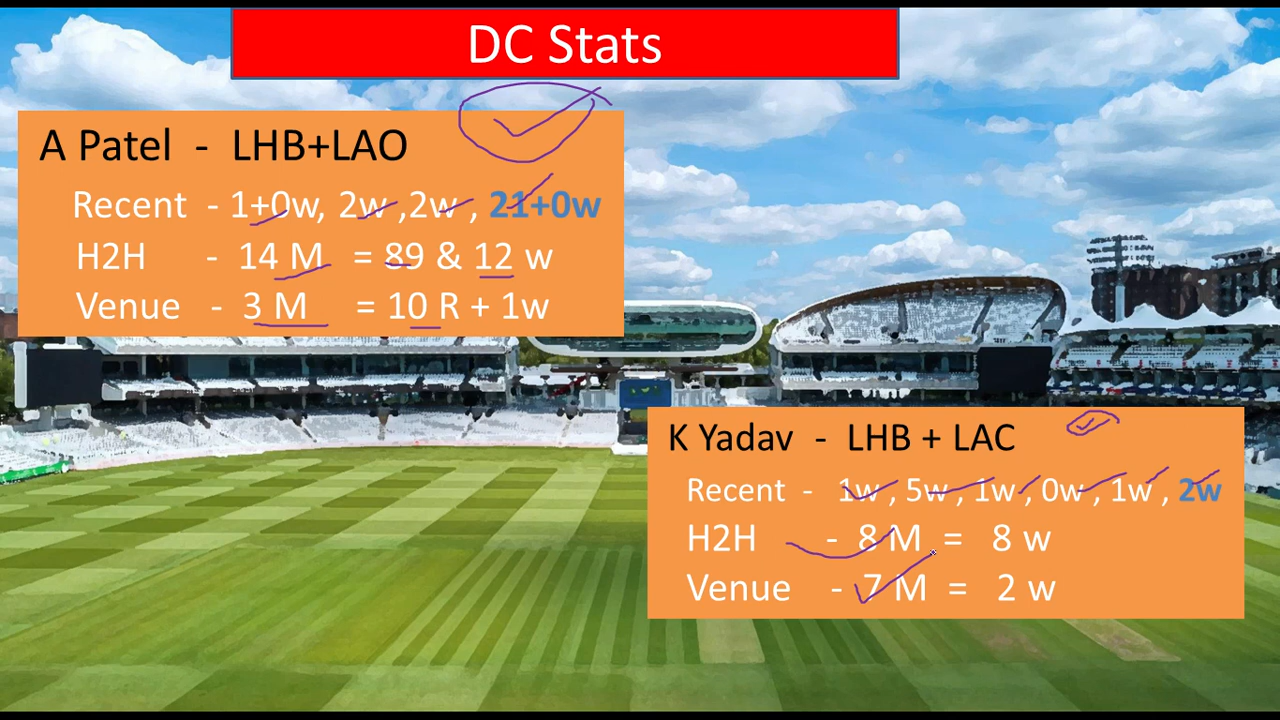 DC Stats
A Patel - LHB+LAO
Recent - 1+0w, 2w ,2w , 21+0w
H2H - 14 M = 89 & 12 w
Venue - 3 M = 10 R + 1w
K Yadav - LHB + LAC
Recent - 1w , 5w , 1w , 0w , 1w , 2w
H2H - 8 M = 8 w
Venue - 7 M = 2 w